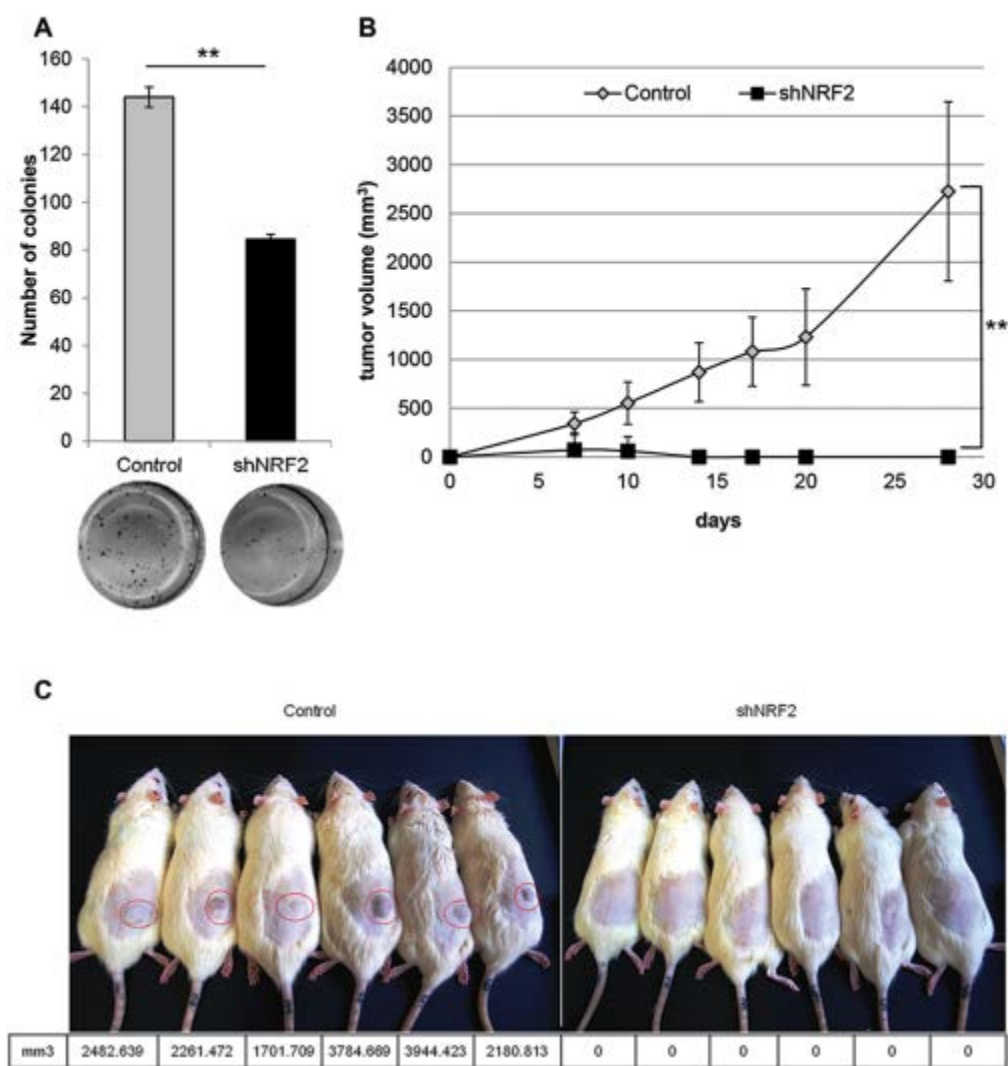 A
**
160
140
120
100
80
60
40
20
0
Number of colonies
Control shNRF2
B
4000
3500
3000
2500
2000
1500
1000
500
0
tumor volume (mm³)
Control shNRF2
**
0 5 10 15 20 25 30
days
C
Control shNRF2
mm3 2482.639 2261.472 1701.709 3784.669 3944.423 2180.813 0 0 0 0 0 0